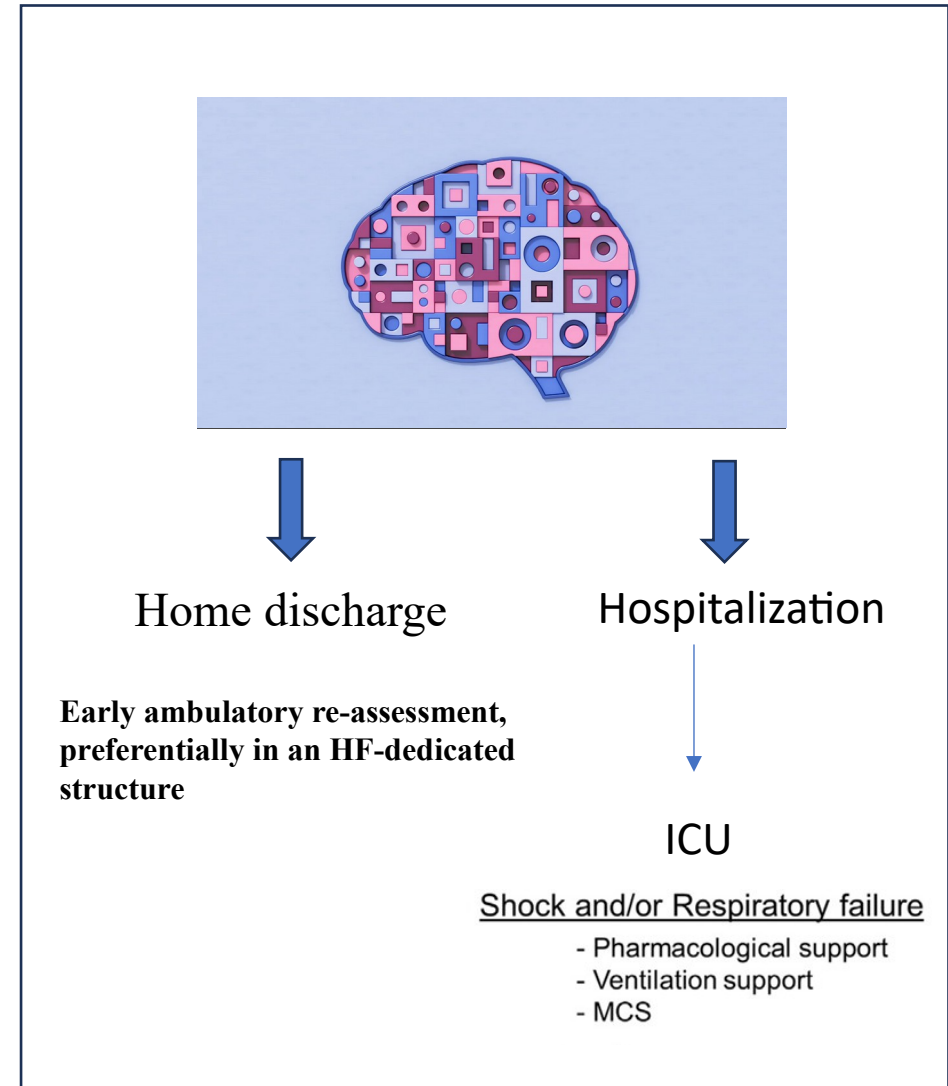 Home discharge
Hospitalization
Early ambulatory re-assessment,
preferentially in an HF-dedicated
structure
ICU
Shock and/or Respiratory failure
- Pharmacological support
- Ventilation support
- MCS